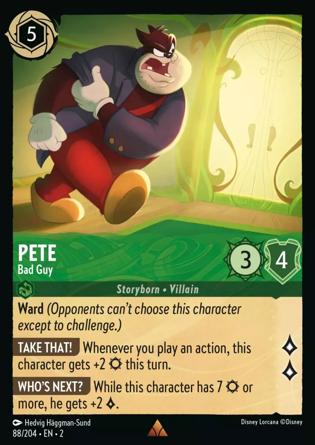 5
PETE
Bad Guy
3
4
Storyborn • Villain
Ward (Opponents can't choose this character
except to challenge.)
TAKE THAT! Whenever you play an action, this
character gets +2 ¤ this turn.
WHO'S NEXT? While this character has 7 ¤ or
more, he gets +2 ◊.
Hedvig Häggman-Sund
88/204 • EN • 2
Disney Lorcana ©Disney